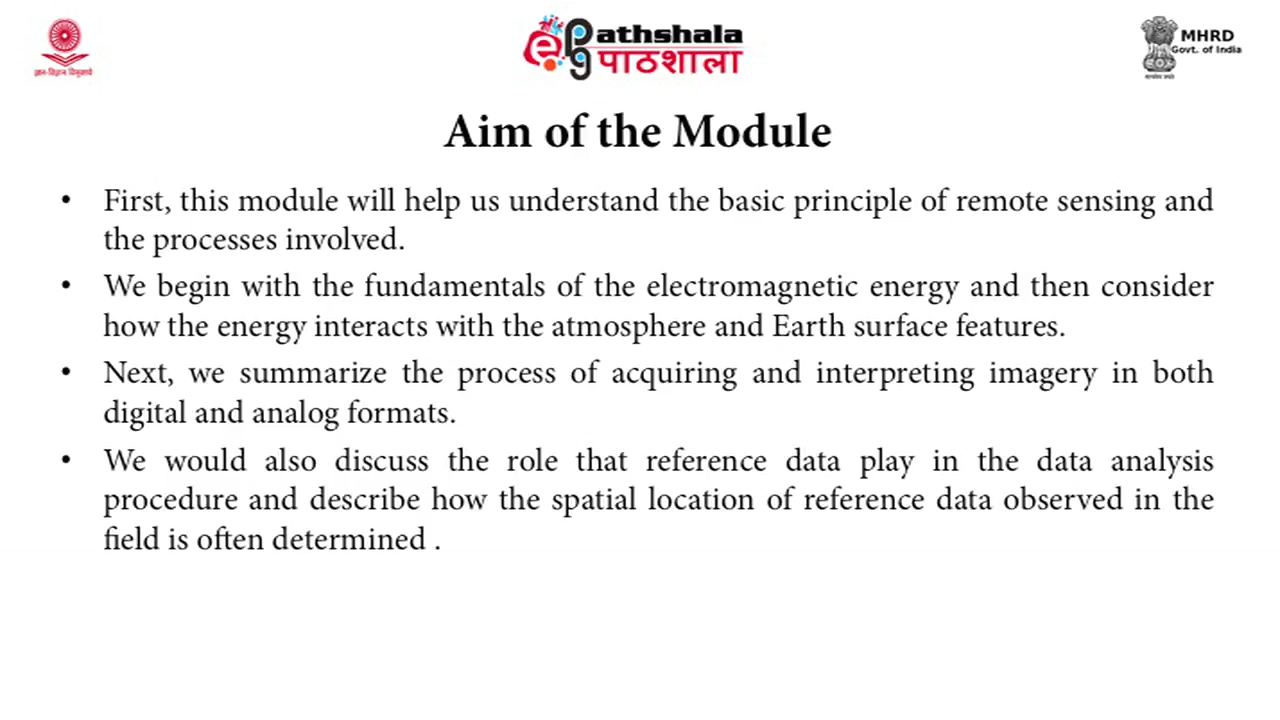 ज्ञान-विज्ञान विमुक्तये
ePG athshala
पाठशाला
MHRD
Govt. of India
सत्यमेव जयते
Aim of the Module
• First, this module will help us understand the basic principle of remote sensing and
the processes involved.
• We begin with the fundamentals of the electromagnetic energy and then consider
how the energy interacts with the atmosphere and Earth surface features.
• Next, we summarize the process of acquiring and interpreting imagery in both
digital and analog formats.
• We would also discuss the role that reference data play in the data analysis
procedure and describe how the spatial location of reference data observed in the
field is often determined .